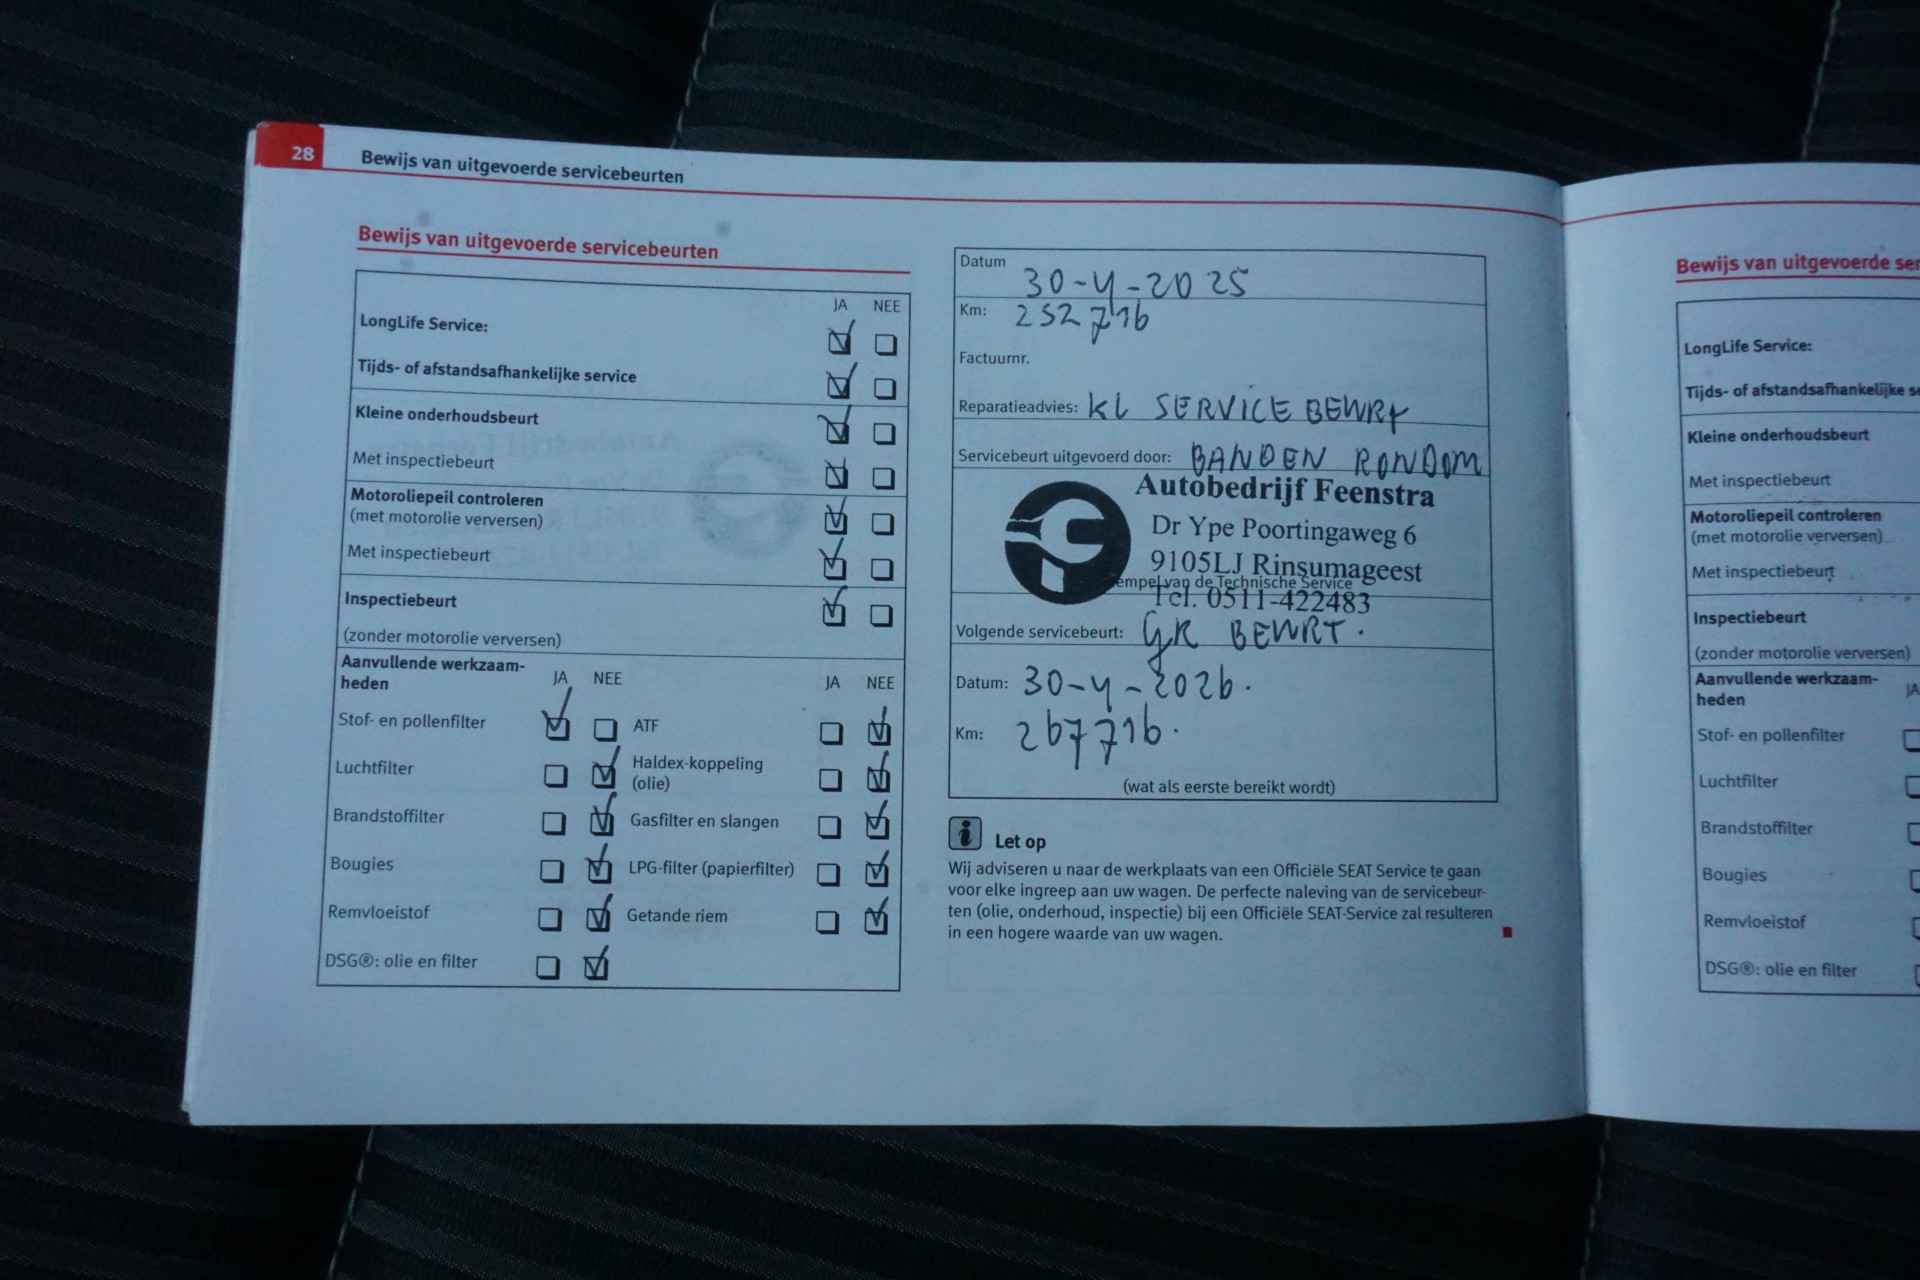 28 Bewijs van uitgevoerde servicebeurten
Bewijs van uitgevoerde servicebeurten
JA NEE
LongLife Service:
Tijds- of afstandsafhankelijke service
Kleine onderhoudsbeurt
Met inspectiebeurt
Motoroliepeil controleren
(met motorolie verversen)
Met inspectiebeurt
Inspectiebeurt
(zonder motorolie verversen)
Aanvullende werkzaam-
heden
JA NEE
JA NEE
Stof- en pollenfilter
ATF
Luchtfilter
Haldex-koppeling
(olie)
Brandstoffilter
Gasfilter en slangen
Bougies
LPG-filter (papierfilter)
Remvloeistof
Getande riem
DSG®: olie en filter
Datum 30-4-2025
Km: 252716
Factuurnr.
Reparatieadvies: KL SERVICE BEURT
Servicebeurt uitgevoerd door: BANDEN RONDOM
Autobedrijf Feenstra
Dr Ype Poortingaweg 6
9105LJ Rinsumageest
empel van de Technische Service
Tel. 0511-422483
Volgende servicebeurt: GR BEURT.
Datum: 30-4-2026.
Km: 267716.
(wat als eerste bereikt wordt)
i Let op
Wij adviseren u naar de werkplaats van een Officiële SEAT Service te gaan
voor elke ingreep aan uw wagen. De perfecte naleving van de servicebeur-
ten (olie, onderhoud, inspectie) bij een Officiële SEAT-Service zal resulteren
in een hogere waarde van uw wagen.
Bewijs van uitgevoerde ser
LongLife Service:
Tijds- of afstandsafhankelijke se
Kleine onderhoudsbeurt
Met inspectiebeurt
Motoroliepeil controleren
(met motorolie verversen)
Met inspectiebeurt
Inspectiebeurt
(zonder motorolie verversen)
Aanvullende werkzaam-
heden
JA
Stof- en pollenfilter
Luchtfilter
Brandstoffilter
Bougies
Remvloeistof
DSG®: olie en filter